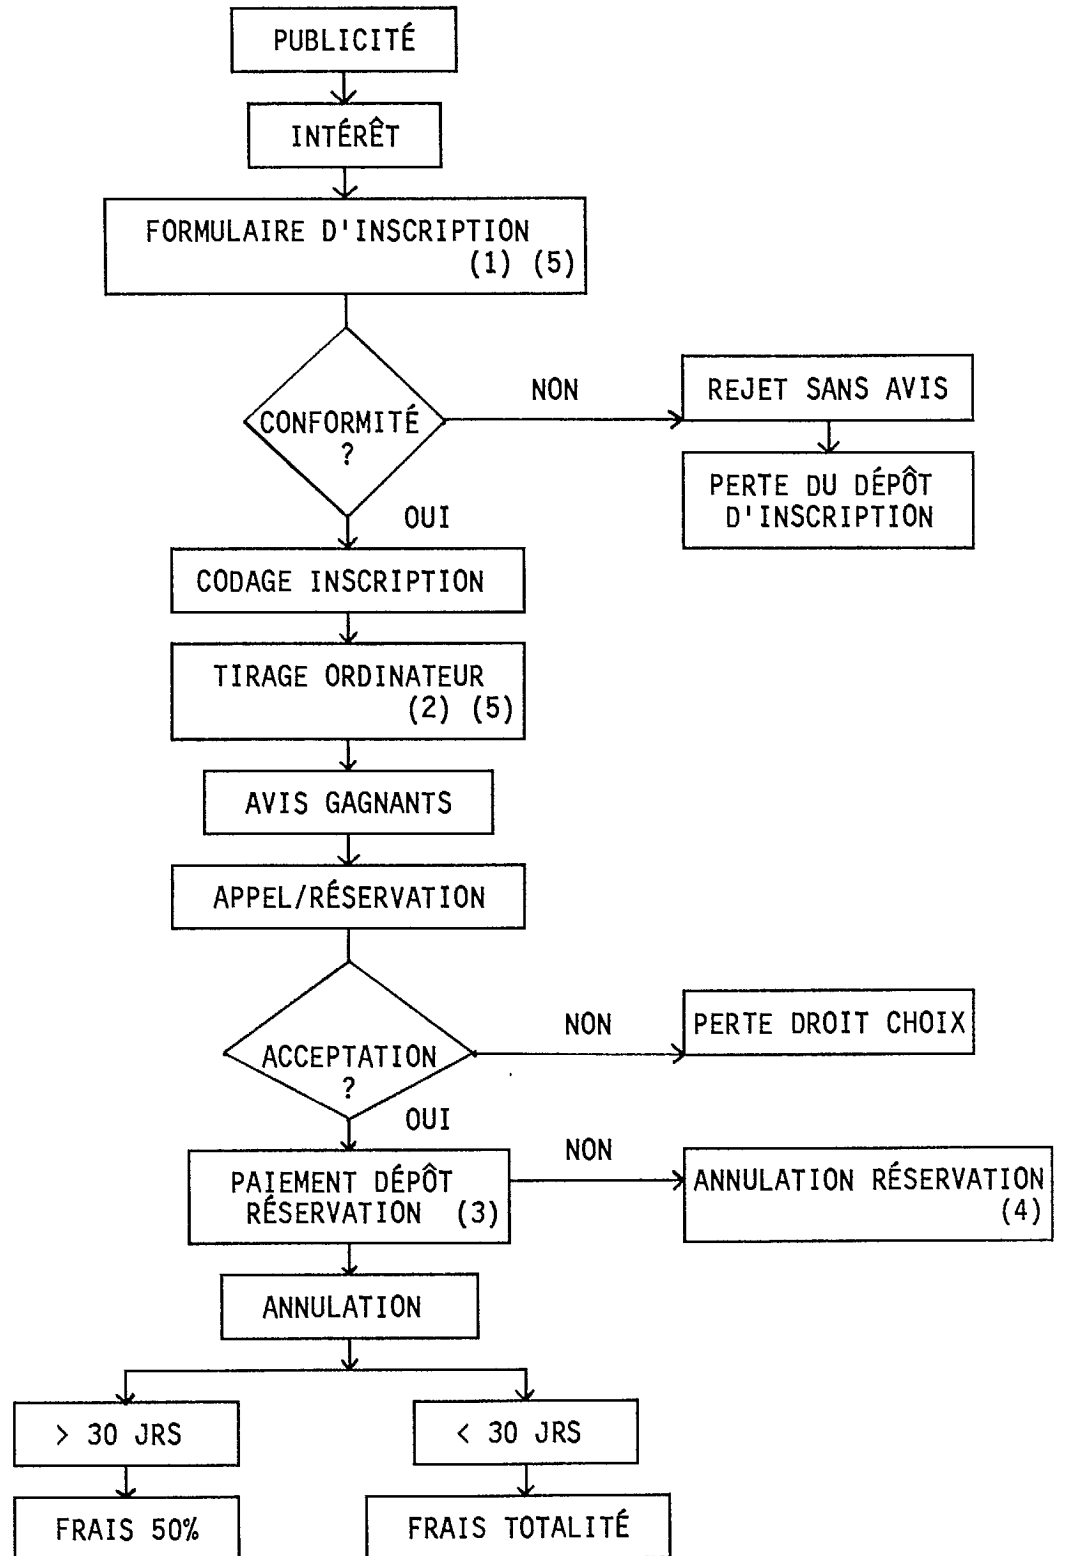 PUBLICITÉ
INTÉRÊT
FORMULAIRE D'INSCRIPTION
(1) (5)
CONFORMITÉ
?
NON
REJET SANS AVIS
PERTE DU DÉPÔT
D'INSCRIPTION
OUI
CODAGE INSCRIPTION
TIRAGE ORDINATEUR
(2) (5)
AVIS GAGNANTS
APPEL/RÉSERVATION
ACCEPTATION
?
NON
PERTE DROIT CHOIX
OUI
PAIEMENT DÉPÔT
RÉSERVATION (3)
NON
ANNULATION RÉSERVATION
(4)
ANNULATION
> 30 JRS
< 30 JRS
FRAIS 50%
FRAIS TOTALITÉ